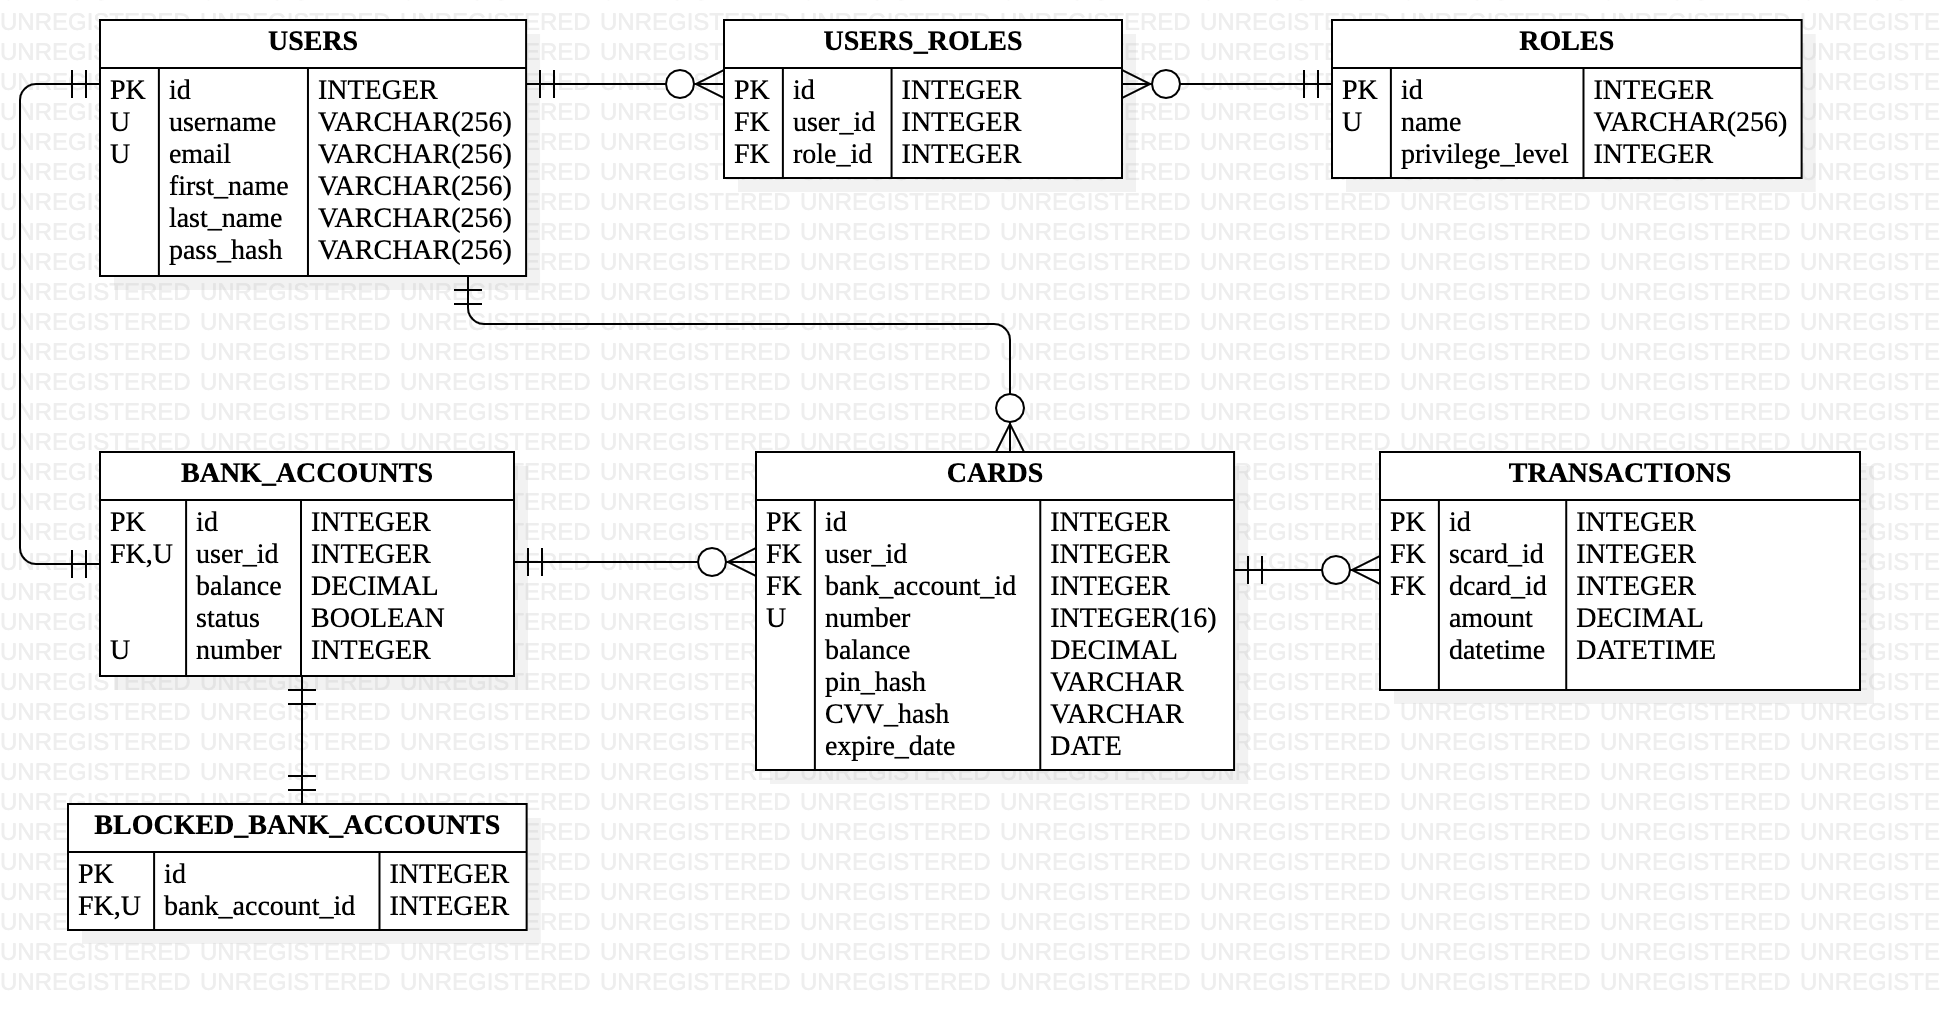 USERS
PK id INTEGER
U username VARCHAR(256)
U email VARCHAR(256)
first_name VARCHAR(256)
last_name VARCHAR(256)
pass_hash VARCHAR(256)
USERS_ROLES
PK id INTEGER
FK user_id INTEGER
FK role_id INTEGER
ROLES
PK id INTEGER
U name VARCHAR(256)
privilege_level INTEGER
BANK_ACCOUNTS
PK id INTEGER
FK,U user_id INTEGER
balance DECIMAL
status BOOLEAN
U number INTEGER
CARDS
PK id INTEGER
FK user_id INTEGER
FK bank_account_id INTEGER
U number INTEGER(16)
balance DECIMAL
pin_hash VARCHAR
CVV_hash VARCHAR
expire_date DATE
TRANSACTIONS
PK id INTEGER
FK scard_id INTEGER
FK dcard_id INTEGER
amount DECIMAL
datetime DATETIME
BLOCKED_BANK_ACCOUNTS
PK id INTEGER
FK,U bank_account_id INTEGER
UNREGISTERED UNREGISTERED UNREGISTERED UNREGISTERED UNREGISTERED UNREGISTERED UNREGISTERED UNREGISTERED UNREGISTERED